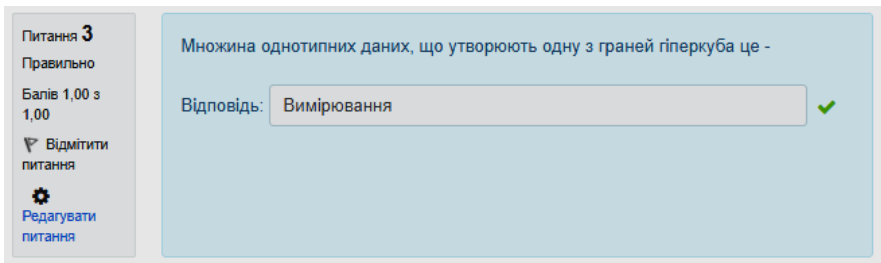 Питання 3
Правильно
Балів 1,00 з
1,00
Відмітити
питання
Редагувати
питання
Множина однотипних даних, що утворюють одну з граней гіперкуба це -
Відповідь: Вимірювання